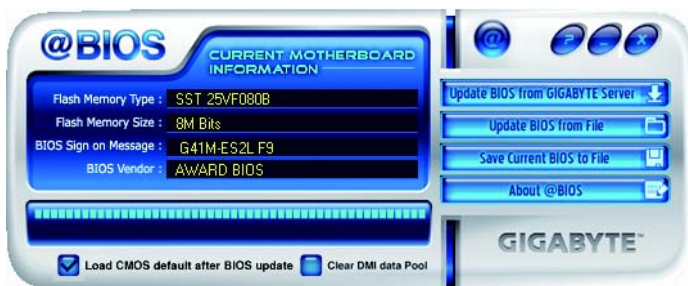 @BIOS
CURRENT MOTHERBOARD
INFORMATION
Flash Memory Type : SST 25VF080B
Flash Memory Size : 8M Bits
BIOS Sign on Message : G41M-ES2L F9
BIOS Vendor : AWARD BIOS
Load CMOS default after BIOS update
Clear DMI data Pool
@
? _ X
Update BIOS from GIGABYTE Server
Update BIOS from File
Save Current BIOS to File
About @BIOS
GIGABYTE™